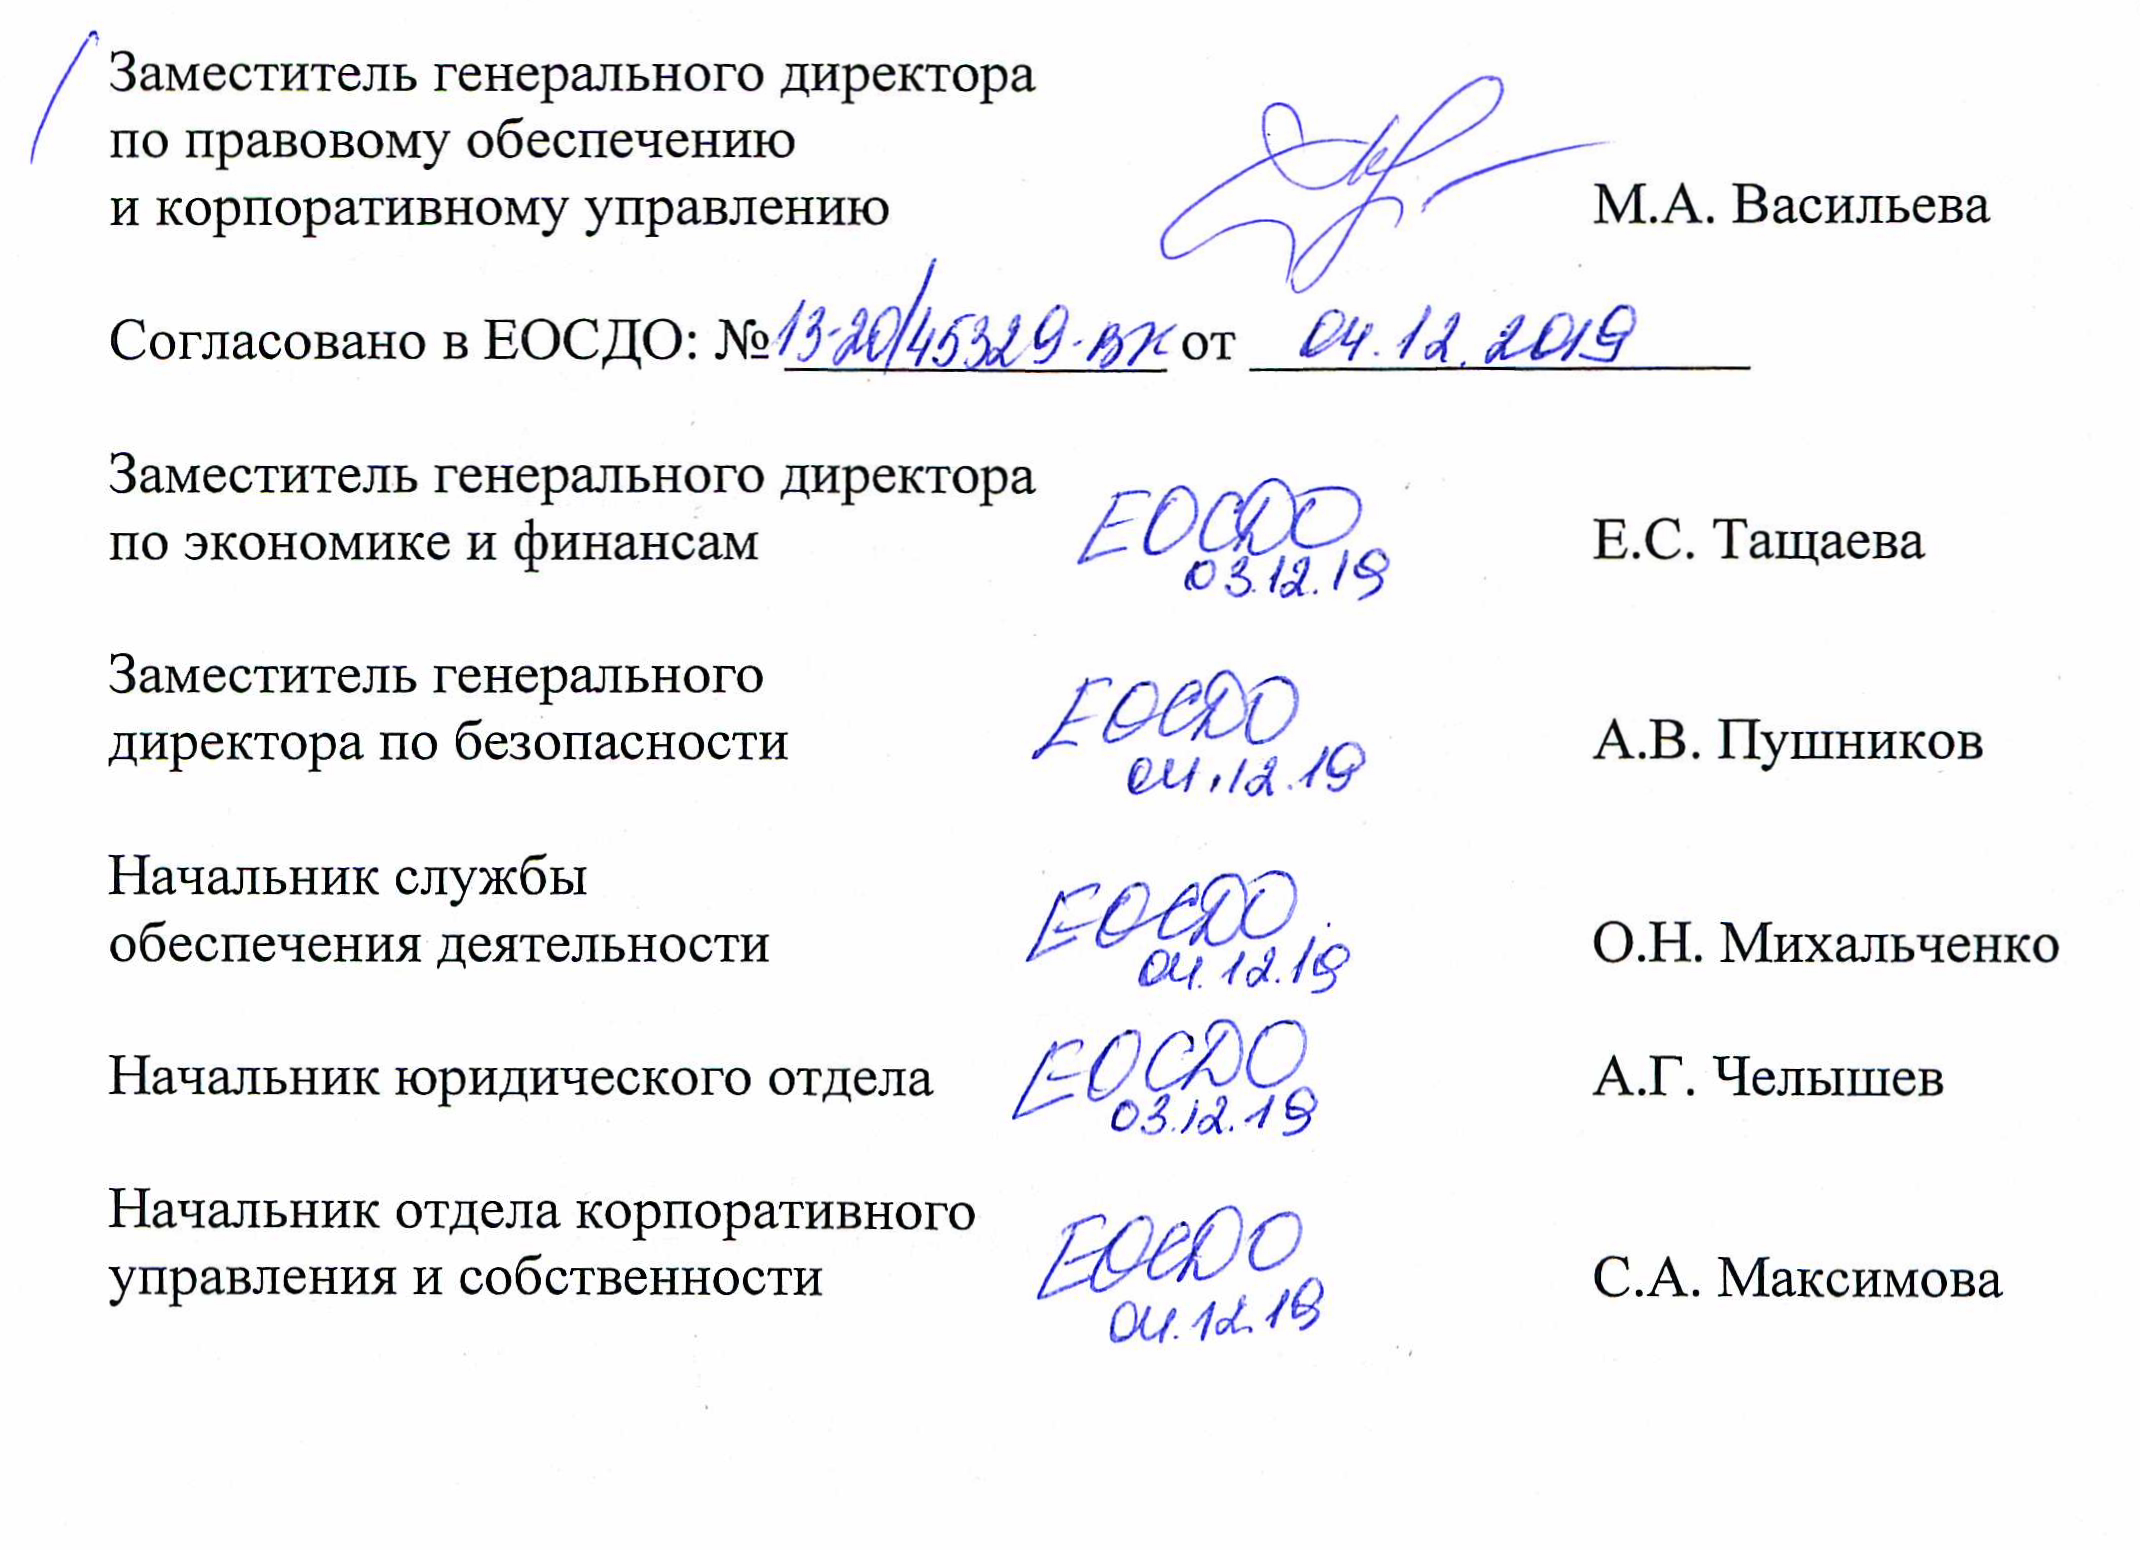 Заместитель генерального директора
по правовому обеспечению
и корпоративному управлению М.А. Васильева
Согласовано в ЕОСДО: № 13-20/45329-ВК от 04.12.2019
Заместитель генерального директора
по экономике и финансам ЕОСДО Е.С. Тащаева
03.12.19
Заместитель генерального
директора по безопасности ЕОСДО А.В. Пушников
04.12.19
Начальник службы
обеспечения деятельности ЕОСДО О.Н. Михальченко
04.12.19
Начальник юридического отдела ЕОСДО А.Г. Челышев
03.12.19
Начальник отдела корпоративного
управления и собственности ЕОСДО С.А. Максимова
04.12.19